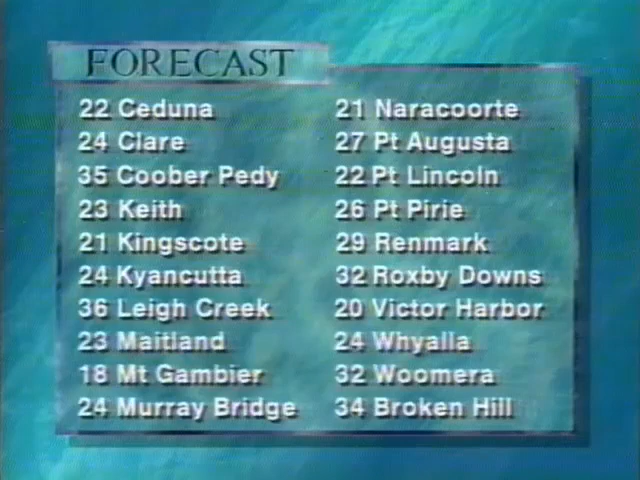 FORECAST
22 Ceduna
24 Clare
35 Coober Pedy
23 Keith
21 Kingscote
24 Kyancutta
36 Leigh Creek
23 Maitland
18 Mt Gambier
24 Murray Bridge
21 Naracoorte
27 Pt Augusta
22 Pt Lincoln
26 Pt Pirie
29 Renmark
32 Roxby Downs
20 Victor Harbor
24 Whyalla
32 Woomera
34 Broken Hill